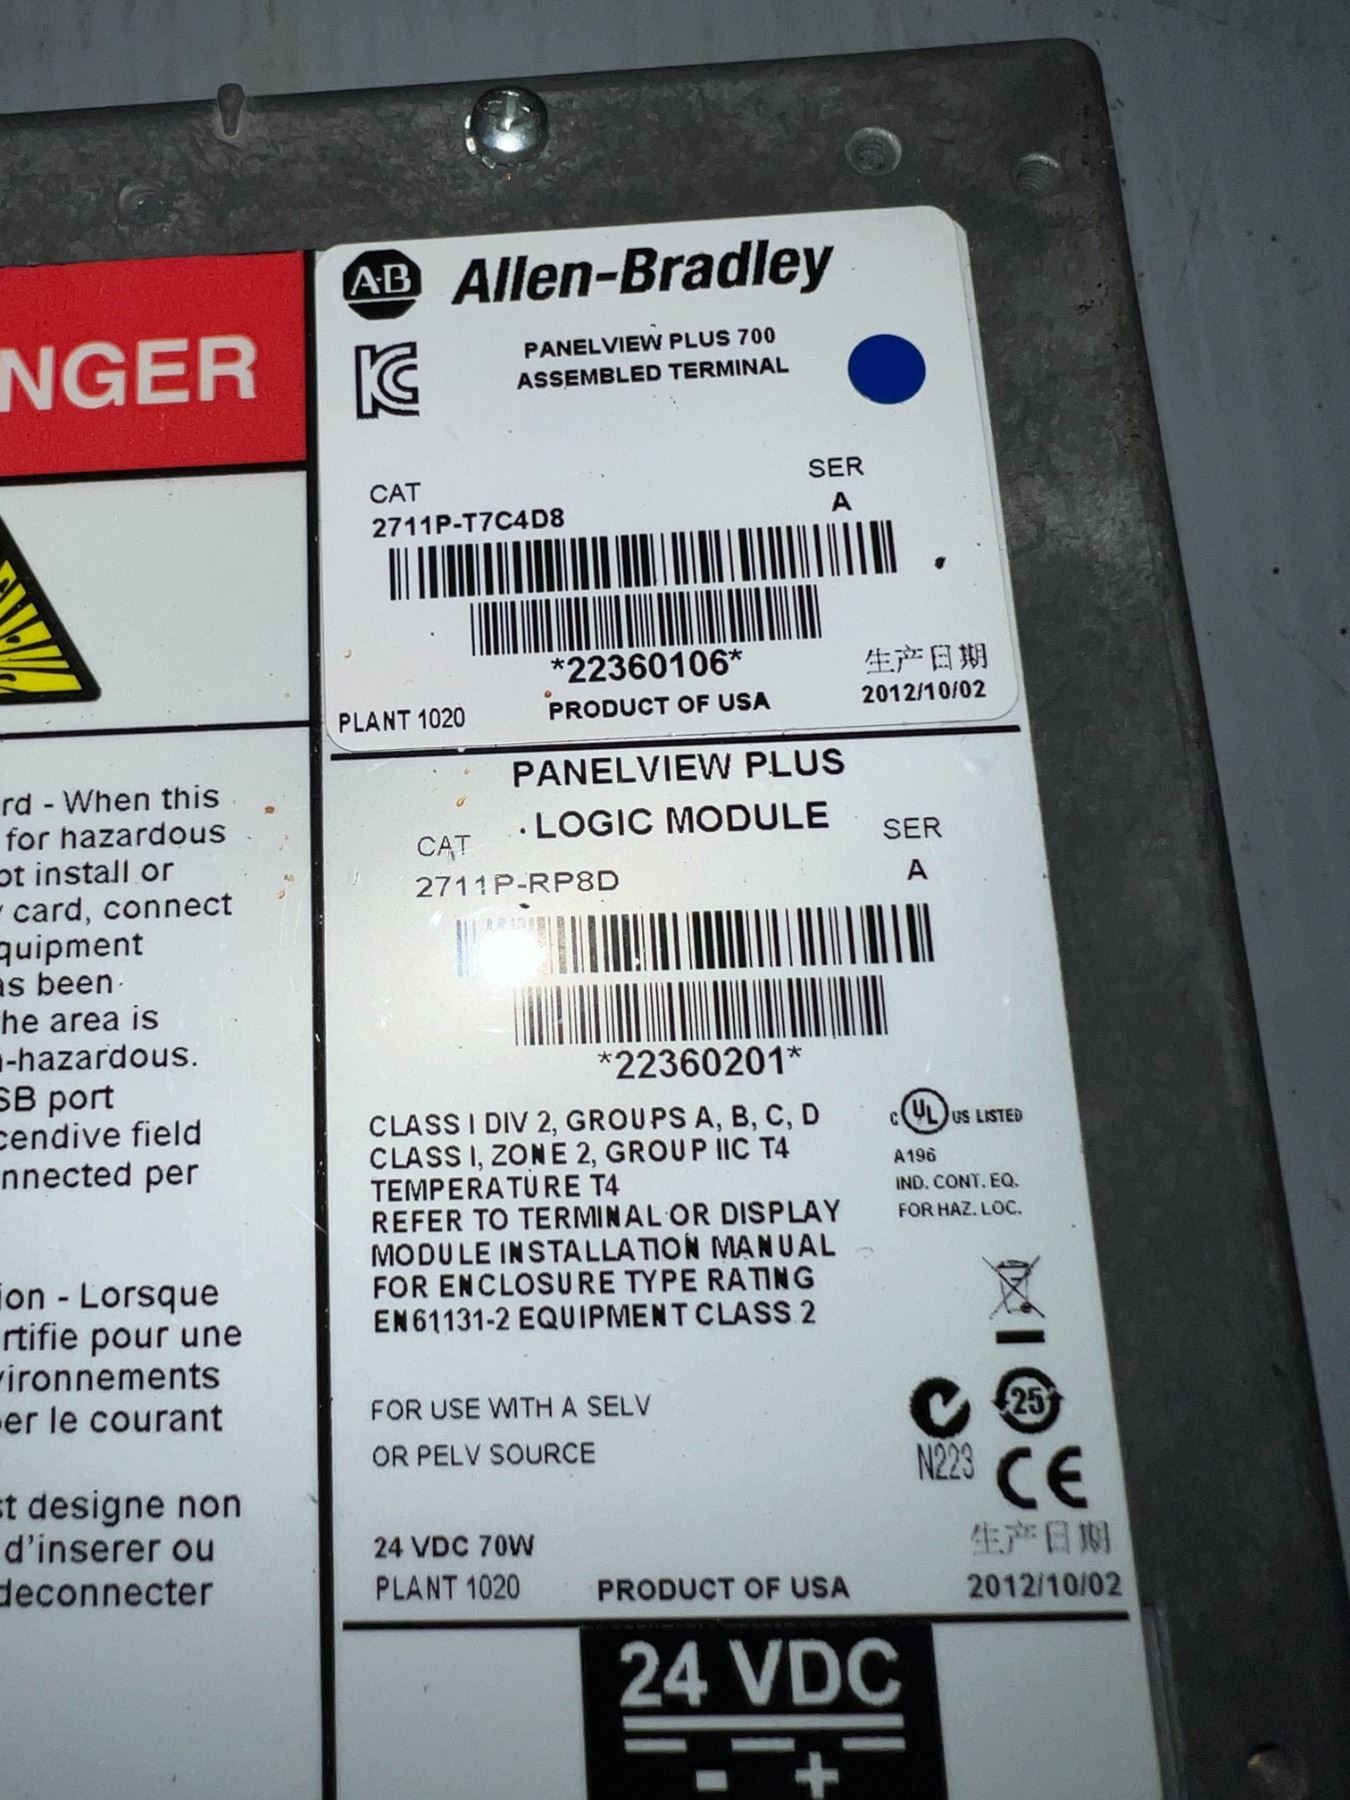 NGER
rd - When this
for hazardous
ot install or
card, connect
quipment
as been
he area is
-hazardous.
SB port
cendive field
nnected per
ion - Lorsque
rtifie pour une
vironnements
er le courant
st designe non
d'inserer ou
deconnecter
A-B Allen-Bradley
PANELVIEW PLUS 700
ASSEMBLED TERMINAL
CAT
SER
2711P-T7C4D8
A
*22360106*
生产日期
PLANT 1020
PRODUCT OF USA
2012/10/02
PANELVIEW PLUS
LOGIC MODULE
CAT
SER
2711P-RP8D
A
*22360201*
CLASS I DIV 2, GROUPS A, B, C, D
CLASS I, ZONE 2, GROUP IIC T4
TEMPERATURE T4
REFER TO TERMINAL OR DISPLAY
MODULE INSTALLATION MANUAL
FOR ENCLOSURE TYPE RATING
EN61131-2 EQUIPMENT CLASS 2
C UL US LISTED
A196
IND. CONT. EQ.
FOR HAZ. LOC.
FOR USE WITH A SELV
OR PELV SOURCE
25
N223
CE
24 VDC 70W
生产日期
PLANT 1020
PRODUCT OF USA
2012/10/02
24 VDC
- +